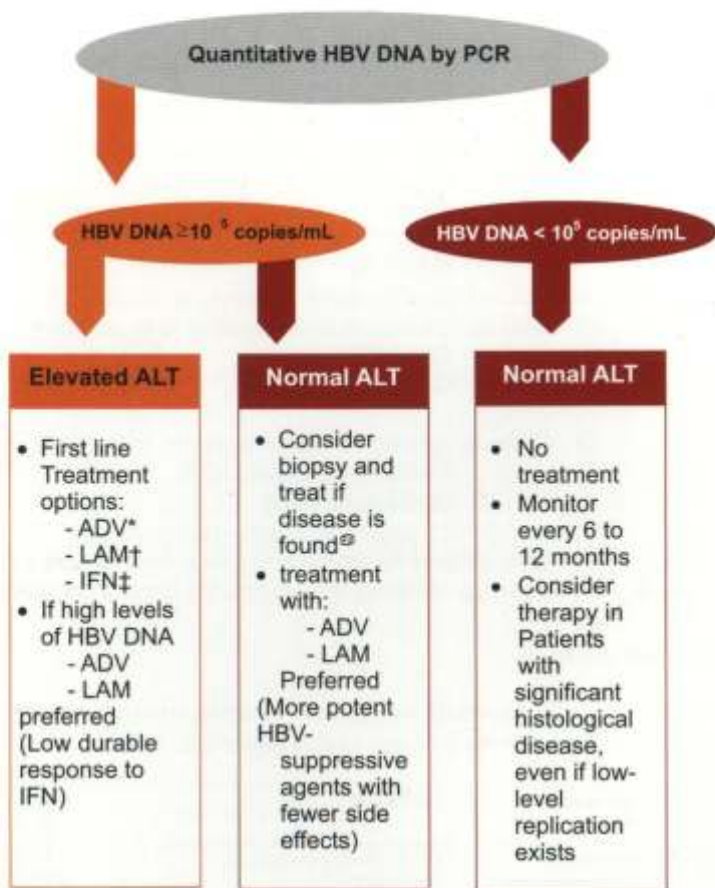 Quantitative HBV DNA by PCR
HBV DNA ≥10 ⁵ copies/mL
HBV DNA < 10⁵ copies/mL
Elevated ALT
• First line
Treatment
options:
- ADV*
- LAM†
- IFN‡
• If high levels
of HBV DNA
- ADV
- LAM
preferred
(Low durable
response to
IFN)
Normal ALT
• Consider
biopsy and
treat if
disease is
found
• treatment
with:
- ADV
- LAM
Preferred
(More potent
HBV-
suppressive
agents with
fewer side
effects)
Normal ALT
• No
treatment
• Monitor
every 6 to
12 months
• Consider
therapy in
Patients
with
significant
histological
disease,
even if low-
level
replication
exists